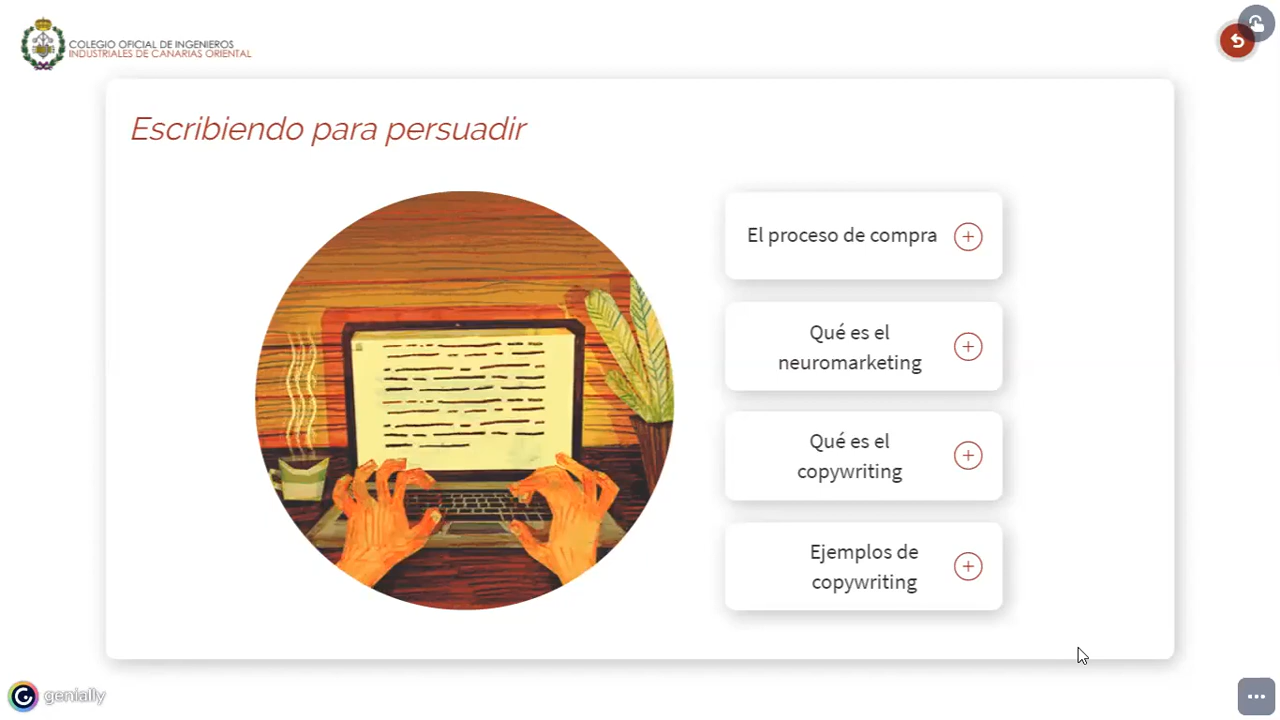 COLEGIO OFICIAL DE INGENIEROS
INDUSTRIALES DE CANARIAS ORIENTAL
Escribiendo para persuadir
El proceso de compra
Qué es el
neuromarketing
Qué es el
copywriting
Ejemplos de
copywriting
genially